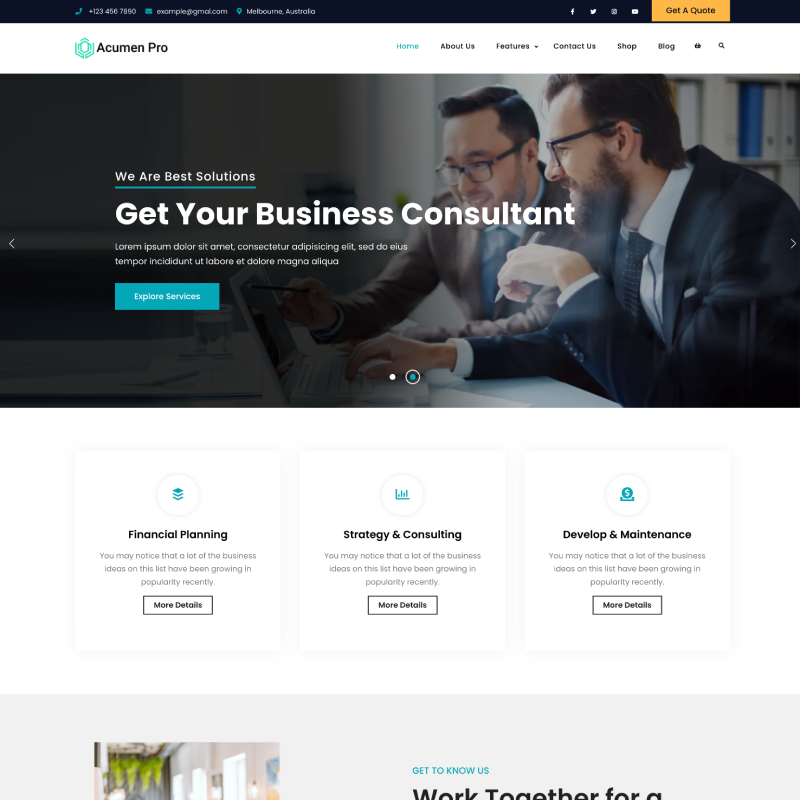 +123 456 7890 example@gmal.com Melbourne, Australia Get A Quote
Acumen Pro Home About Us Features Contact Us Shop Blog
We Are Best Solutions
Get Your Business Consultant
Lorem ipsum dolor sit amet, consectetur adipisicing elit, sed do eius
tempor incididunt ut labore et dolore magna aliqua
Explore Services
Financial Planning
You may notice that a lot of the business
ideas on this list have been growing in
popularity recently.
More Details
Strategy & Consulting
You may notice that a lot of the business
ideas on this list have been growing in
popularity recently.
More Details
Develop & Maintenance
You may notice that a lot of the business
ideas on this list have been growing in
popularity recently.
More Details
GET TO KNOW US
Work Together for a